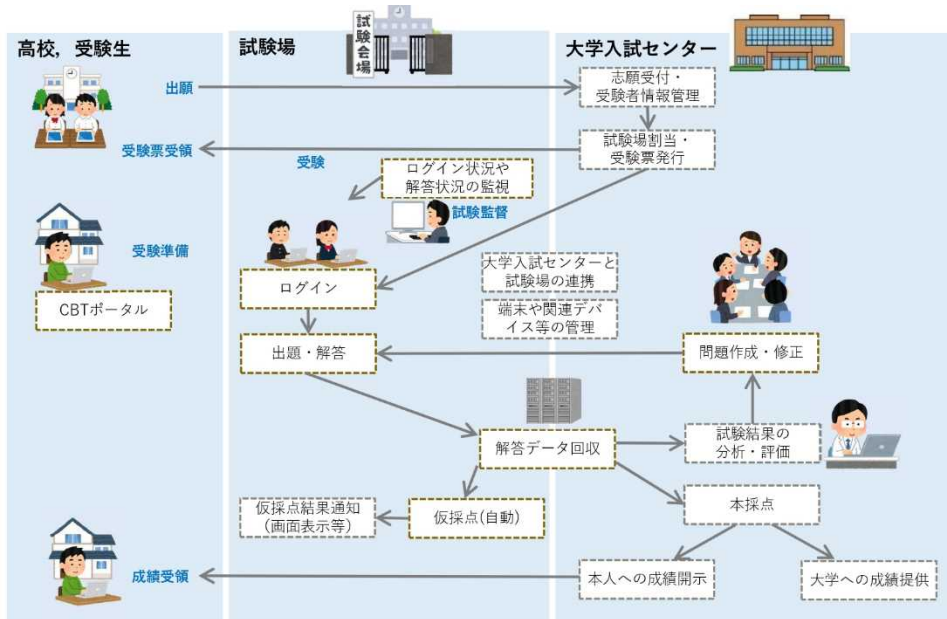 高校，受験生
試験場
試験会場
大学入試センター
出願
志願受付・
受験者情報管理
受験票受領
試験場割当・
受験票発行
受験
ログイン状況や
解答状況の監視
試験監督
受験準備
CBTポータル
ログイン
大学入試センターと
試験場の連携
端末や関連デバ
イス等の管理
出題・解答
問題作成・修正
解答データ回収
試験結果の
分析・評価
仮採点結果通知
(画面表示等)
仮採点(自動)
本採点
成績受領
本人への成績開示
大学への成績提供